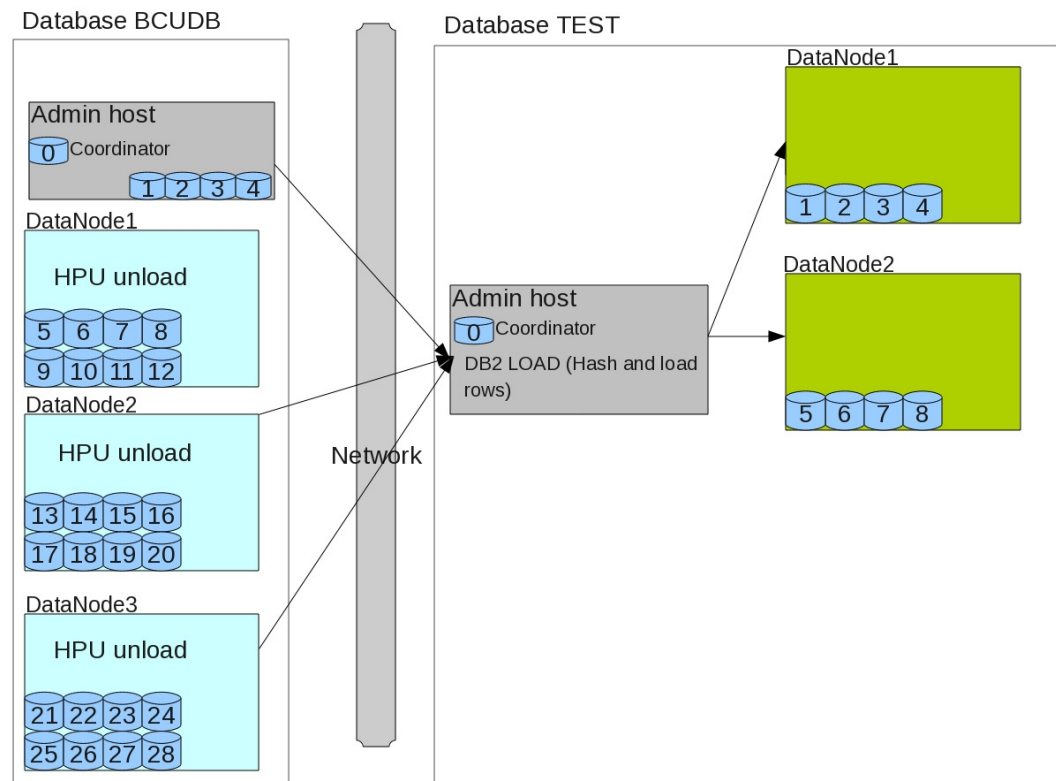 Database BCUDB
Admin host
0 Coordinator
1 2 3 4
DataNode1
HPU unload
5 6 7 8
9 10 11 12
DataNode2
HPU unload
13 14 15 16
17 18 19 20
DataNode3
HPU unload
21 22 23 24
25 26 27 28
Network
Database TEST
Admin host
0 Coordinator
DB2 LOAD (Hash and load
rows)
DataNode1
1 2 3 4
DataNode2
5 6 7 8